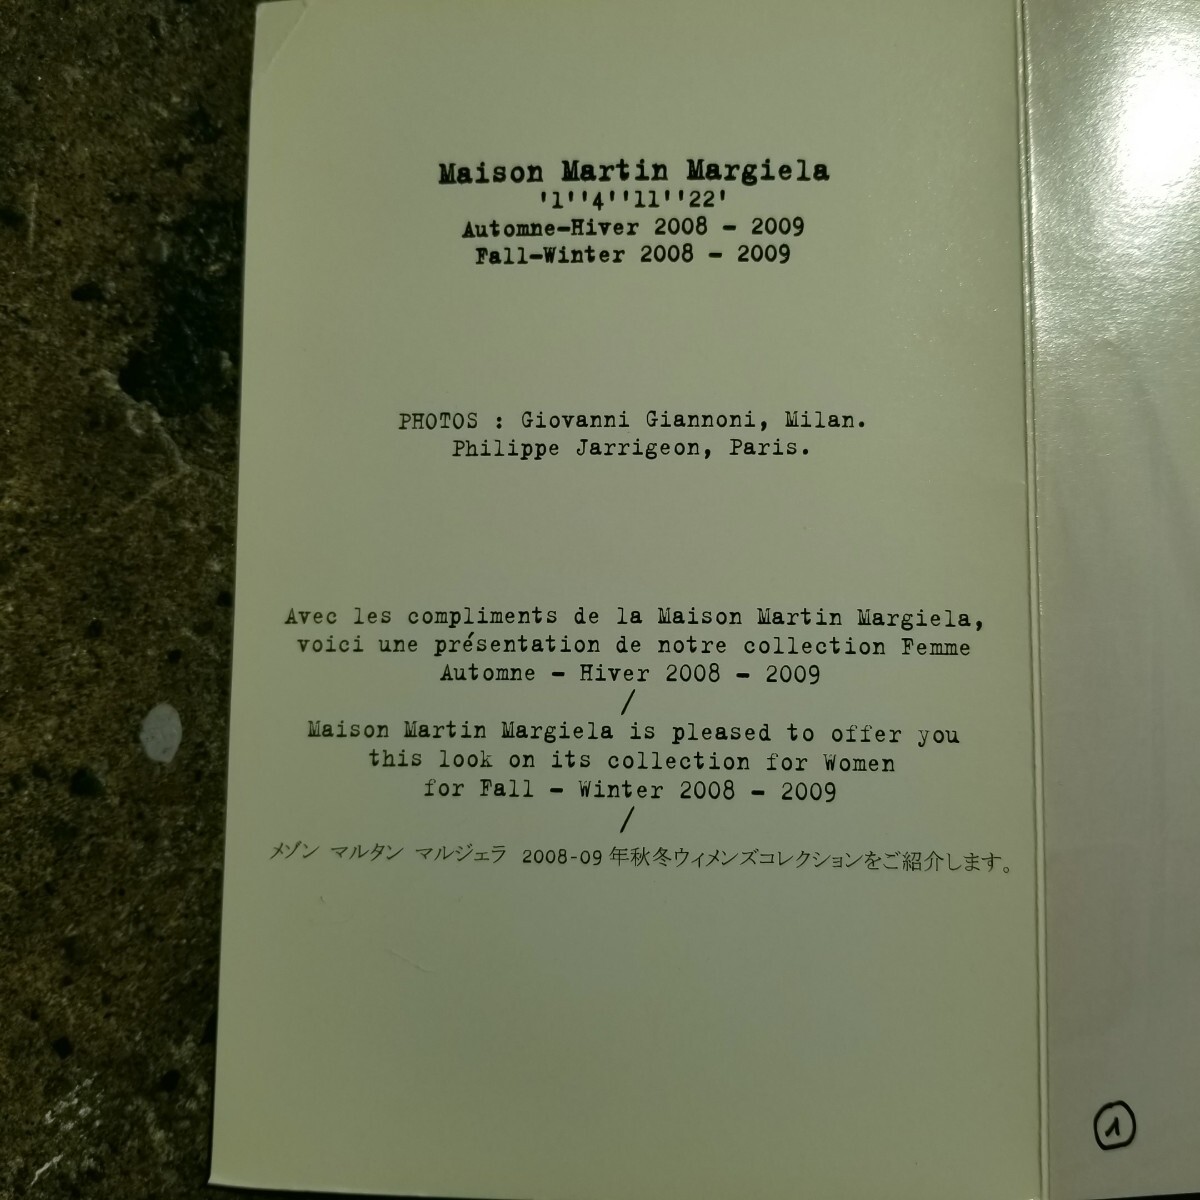 Maison Martin Margiela
'1''4''11''22'
Automne-Hiver 2008 - 2009
Fall-Winter 2008 - 2009
PHOTOS : Giovanni Giannoni, Milan.
Philippe Jarrigeon, Paris.
Avec les compliments de la Maison Martin Margiela,
voici une présentation de notre collection Femme
Automne - Hiver 2008 - 2009
/
Maison Martin Margiela is pleased to offer you
this look on its collection for Women
for Fall - Winter 2008 - 2009
/
メゾン マルタン マルジェラ 2008-09 年秋冬ウィメンズコレクションをご紹介します。
1